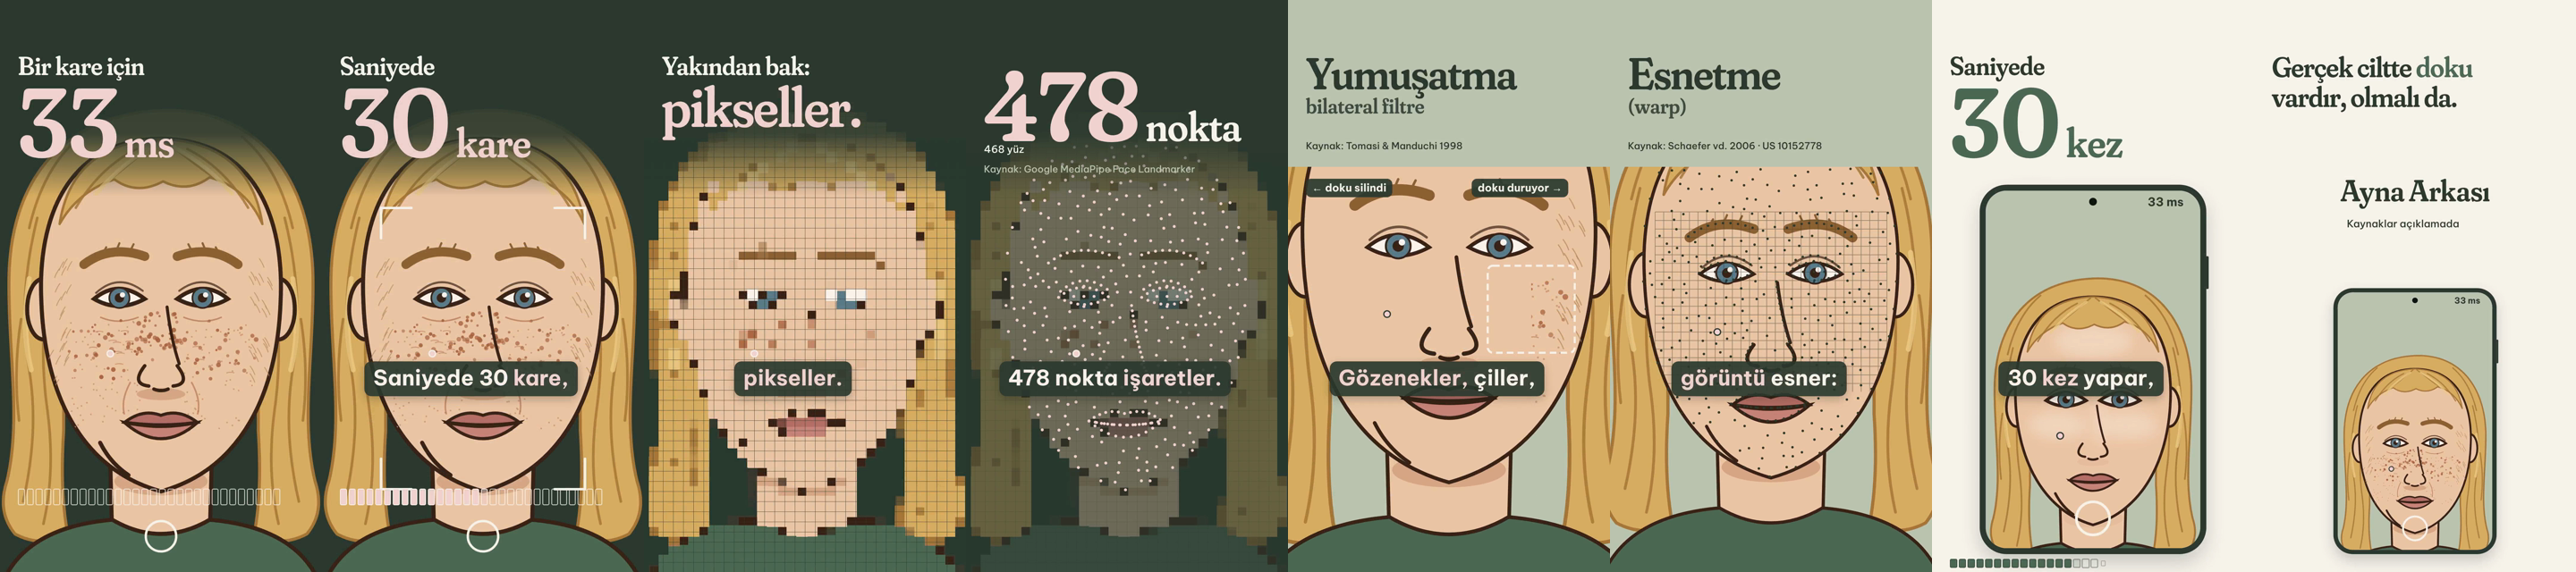 Bir kare için
33 ms
Saniyede
30 kare
Saniyede 30 kare,
Yakından bak:
pikseller.
pikseller.
478 nokta
468 yüz
Kaynak: Google MediaPipe Face Landmarker
478 nokta işaretler.
Yumuşatma
bilateral filtre
Kaynak: Tomasi & Manduchi 1998
← doku silindi
doku duruyor →
Gözenekler, çiller,
Esnetme
(warp)
Kaynak: Schaefer vd. 2006 · US 10152778
görüntü esner:
Saniyede
30 kez
33 ms
30 kez yapar,
Gerçek ciltte doku
vardır, olmalı da.
Ayna Arkası
Kaynaklar açıklamada
33 ms